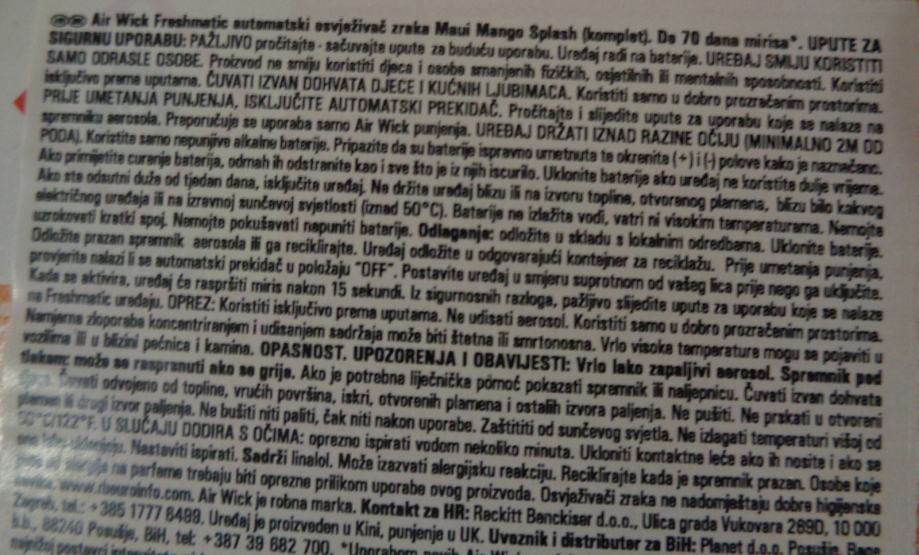 HR BA Air Wick Freshmatic automatski osvježivač zraka Maui Mango Splash (komplet). Do 70 dana mirisa*. UPUTE ZA
SIGURNU UPORABU: PAŽLJIVO pročitajte - sačuvajte upute za buduću uporabu. Uređaj radi na baterije. UREĐAJ SMIJU KORISTITI
SAMO ODRASLE OSOBE. Proizvod ne smiju koristiti djeca i osobe smanjenih fizičkih, osjetilnih ili mentalnih sposobnosti. Koristiti
isključivo prema uputama. ČUVATI IZVAN DOHVATA DJECE I KUĆNIH LJUBIMACA. Koristiti samo u dobro prozračenim prostorima.
PRIJE UMETANJA PUNJENJA, ISKLJUČITE AUTOMATSKI PREKIDAČ. Pročitajte i slijedite upute za uporabu koje se nalaze na
spremniku aerosola. Preporučuje se uporaba samo Air Wick punjenja. UREĐAJ DRŽATI IZNAD RAZINE OČIJU (MINIMALNO 2M OD
PODA). Koristite samo nepunjive alkalne baterije. Pripazite da su baterije ispravno umetnute te okrenite (+) i (-) polove kako je naznačeno.
Ako primijetite curenje baterija, odmah ih odstranite kao i sve što je iz njih iscurilo. Uklonite baterije ako uređaj ne koristite dulje vrijeme.
Ako ste odsutni duže od tjedan dana, isključite uređaj. Ne držite uređaj blizu ili na izvoru topline, otvorenog plamena, blizu bilo kakvog
električnog uređaja ili na izravnoj sunčevoj svjetlosti (iznad 50°C). Baterije ne izlažite vodi, vatri ni visokim temperaturama. Nemojte
uzrokovati kratki spoj. Nemojte pokušavati napuniti baterije. Odlaganje: odložite u skladu s lokalnim odredbama. Uklonite baterije.
Odložite prazan spremnik aerosola ili ga reciklirajte. Uređaj odložite u odgovarajući kontejner za reciklažu. Prije umetanja punjenja,
provjerite nalazi li se automatski prekidač u položaju "OFF". Postavite uređaj u smjeru suprotnom od vašeg lica prije nego ga uključite.
Kada se aktivira, uređaj će raspršiti miris nakon 15 sekundi. Iz sigurnosnih razloga, pažljivo slijedite upute za uporabu koje se nalaze
na Freshmatic uređaju. OPREZ: Koristiti isključivo prema uputama. Ne udisati aerosol. Koristiti samo u dobro prozračenim prostorima.
Namjerna zloporaba koncentriranjem i udisanjem sadržaja može biti štetna ili smrtonosna. Vrlo visoke temperature mogu se pojaviti u
vozilima ili u blizini pećnica i kamina. OPASNOST. UPOZORENJA I OBAVIJESTI: Vrlo lako zapaljivi aerosol. Spremnik pod
tlakom: može se rasprsnuti ako se grije. Ako je potrebna liječnička pomoć pokazati spremnik ili naljepnicu. Čuvati izvan dohvata
djece. Čuvati odvojeno od topline, vrućih površina, iskri, otvorenih plamena i ostalih izvora paljenja. Ne pušiti. Ne prskati u otvoreni
plamen ili drugi izvor paljenja. Ne bušiti niti paliti, čak niti nakon uporabe. Zaštititi od sunčevog svjetla. Ne izlagati temperaturi višoj od
50°C/122°F. U SLUČAJU DODIRA S OČIMA: oprezno ispirati vodom nekoliko minuta. Ukloniti kontaktne leće ako ih nosite i ako se
one lako uklanjaju. Nastaviti ispirati. Sadrži linalol. Može izazvati alergijsku reakciju. Reciklirajte kada je spremnik prazan. Osobe koje
pate od alergije na parfeme trebaju biti oprezne prilikom uporabe ovog proizvoda. Osvježivači zraka ne nadomještaju dobre higijenske
navike. www.rbeuroinfo.com. Air Wick je robna marka. Kontakt za HR: Reckitt Benckiser d.o.o., Ulica grada Vukovara 269D, 10 000
Zagreb, tel.: +385 1777 6499. Uređaj je proizveden u Kini, punjenje u UK. Uvoznik i distributer za BiH: Planet d.o.o. Posušje,
b.b., 88240 Posušje, BiH, tel: +387 39 682 700. *Uporabom novih Air Wick
najnižoj postavci